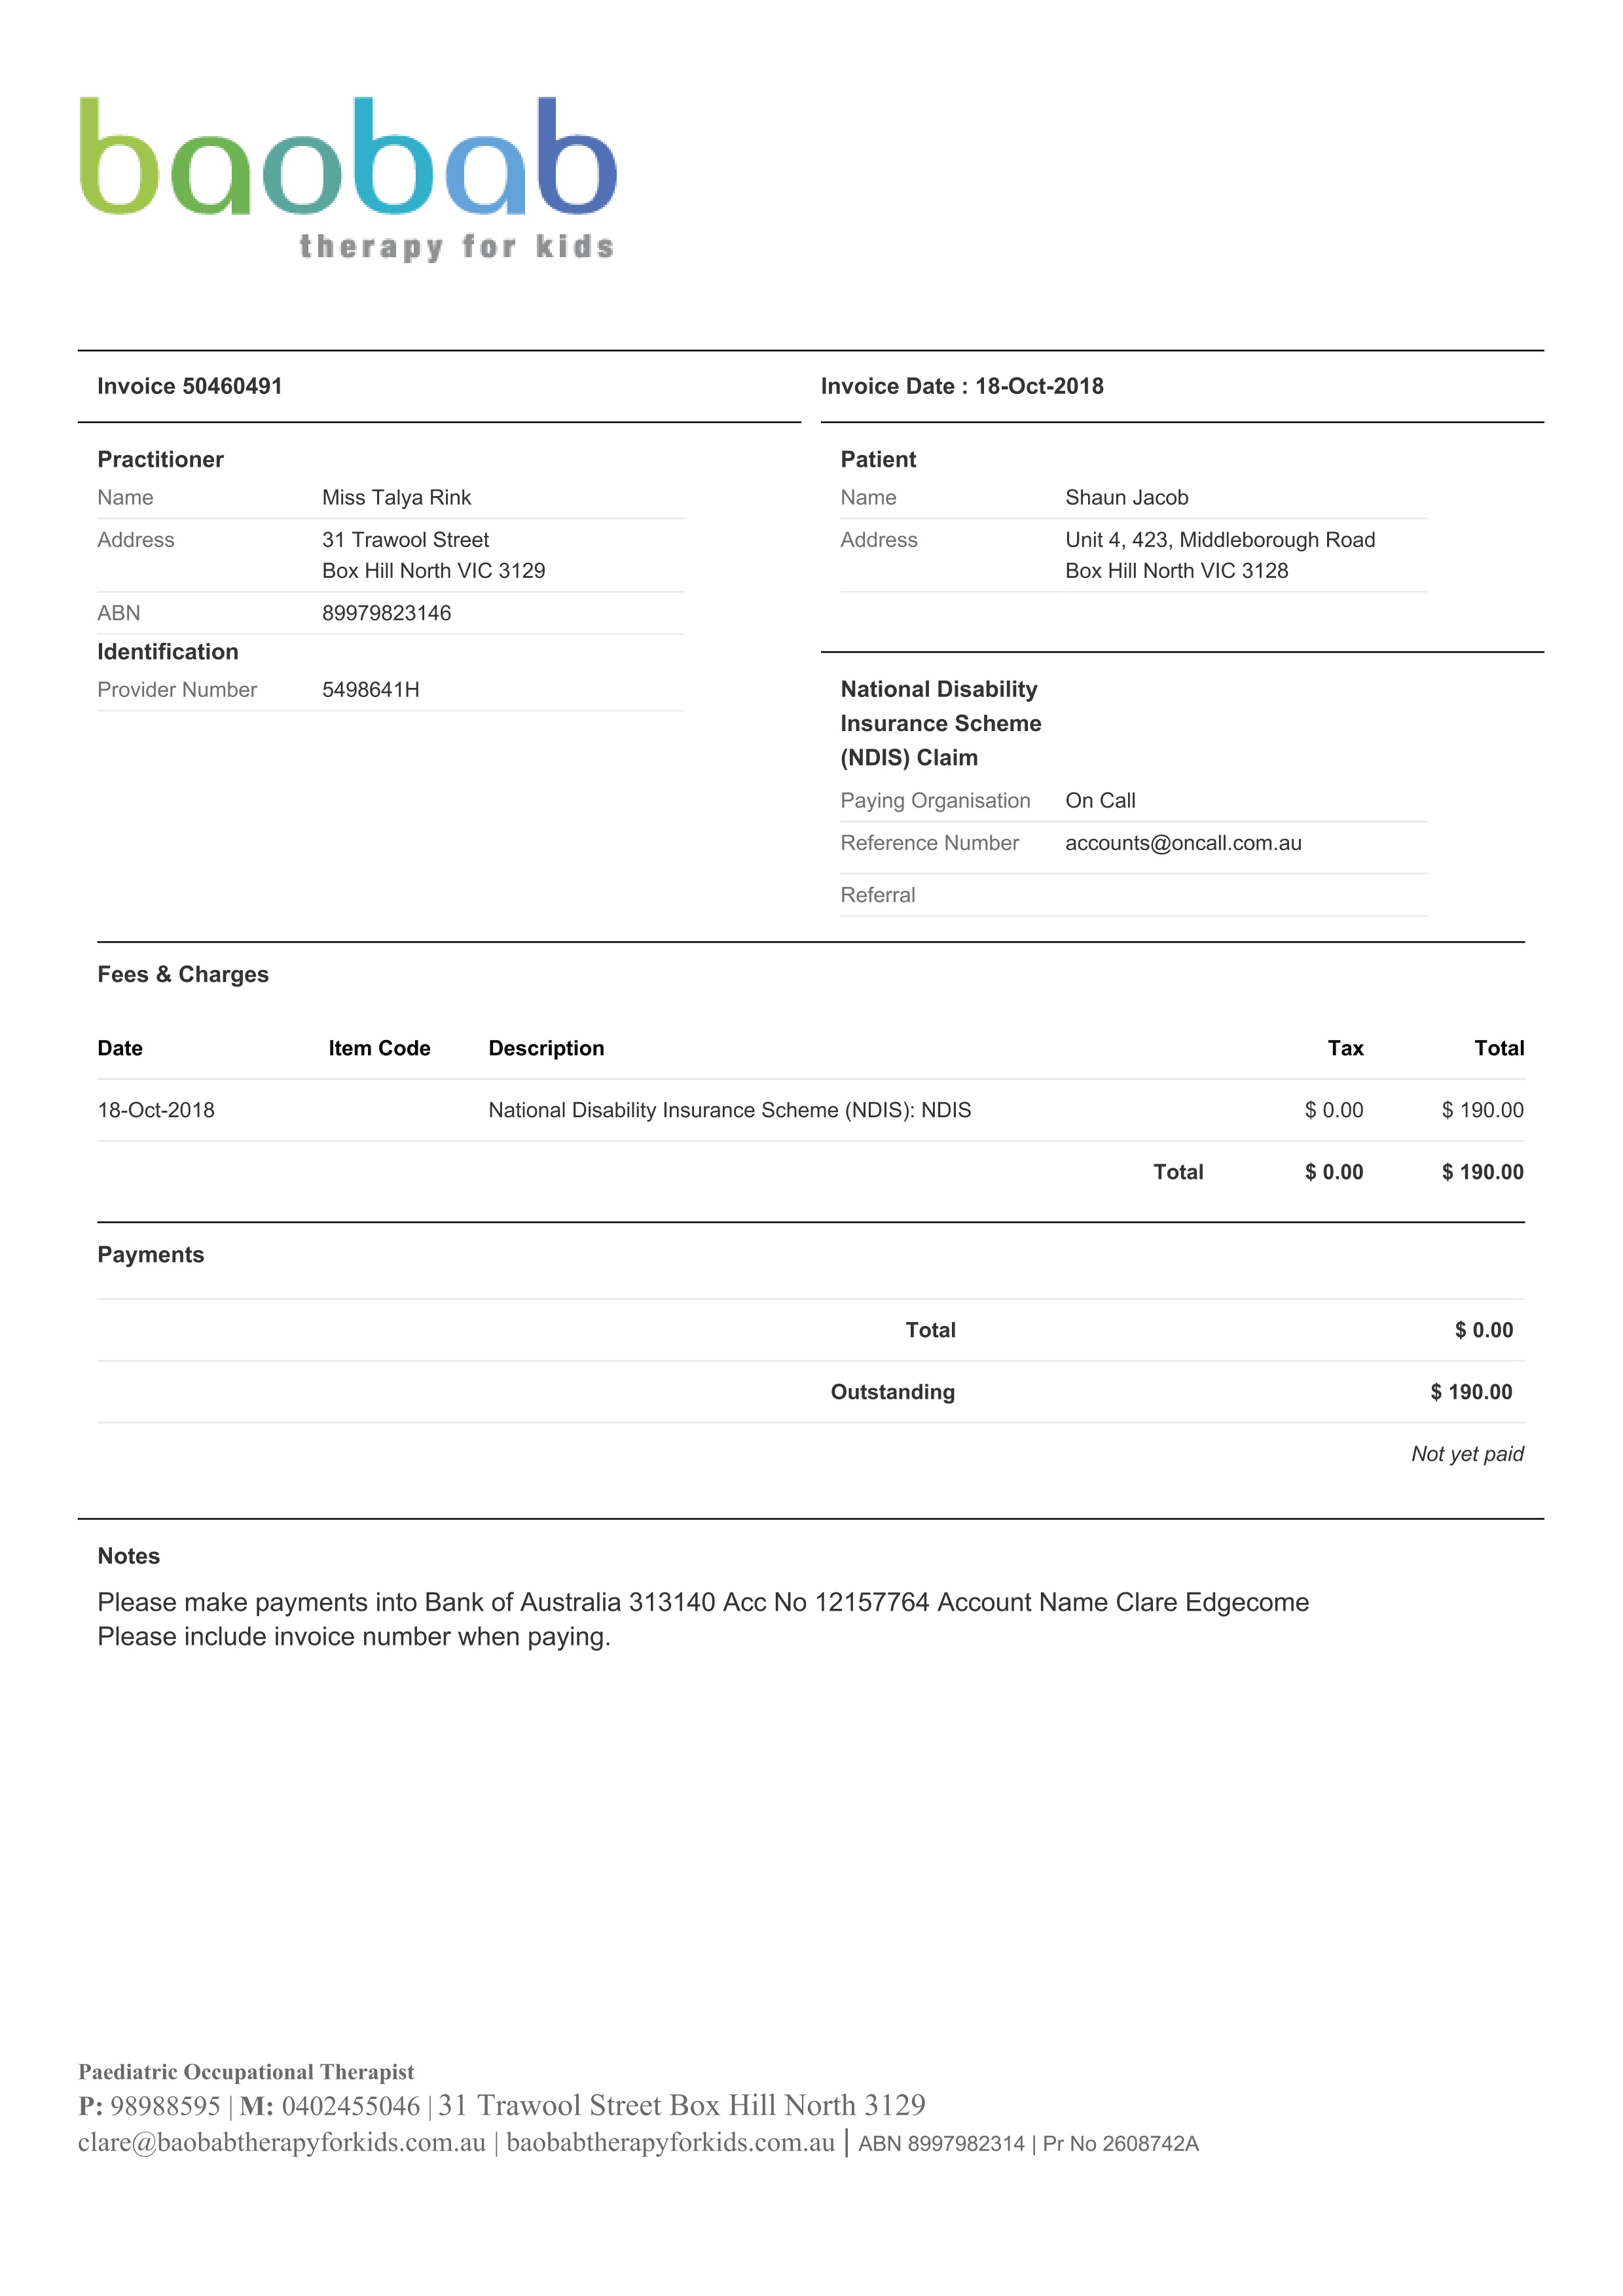 baobab
therapy for kids
Invoice 50460491
Invoice Date : 18-Oct-2018
Practitioner
Name Miss Talya Rink
Address 31 Trawool Street
Box Hill North VIC 3129
ABN 89979823146
Identification
Provider Number 5498641H
Patient
Name Shaun Jacob
Address Unit 4, 423, Middleborough Road
Box Hill North VIC 3128
National Disability
Insurance Scheme
(NDIS) Claim
Paying Organisation On Call
Reference Number accounts@oncall.com.au
Referral
Fees & Charges
Date Item Code Description Tax Total
18-Oct-2018 National Disability Insurance Scheme (NDIS): NDIS $ 0.00 $ 190.00
Total $ 0.00 $ 190.00
Payments
Total $ 0.00
Outstanding $ 190.00
Not yet paid
Notes
Please make payments into Bank of Australia 313140 Acc No 12157764 Account Name Clare Edgecome
Please include invoice number when paying.
Paediatric Occupational Therapist
P: 98988595 | M: 0402455046 | 31 Trawool Street Box Hill North 3129
clare@baobabtherapyforkids.com.au | baobabtherapyforkids.com.au | ABN 8997982314 | Pr No 2608742A